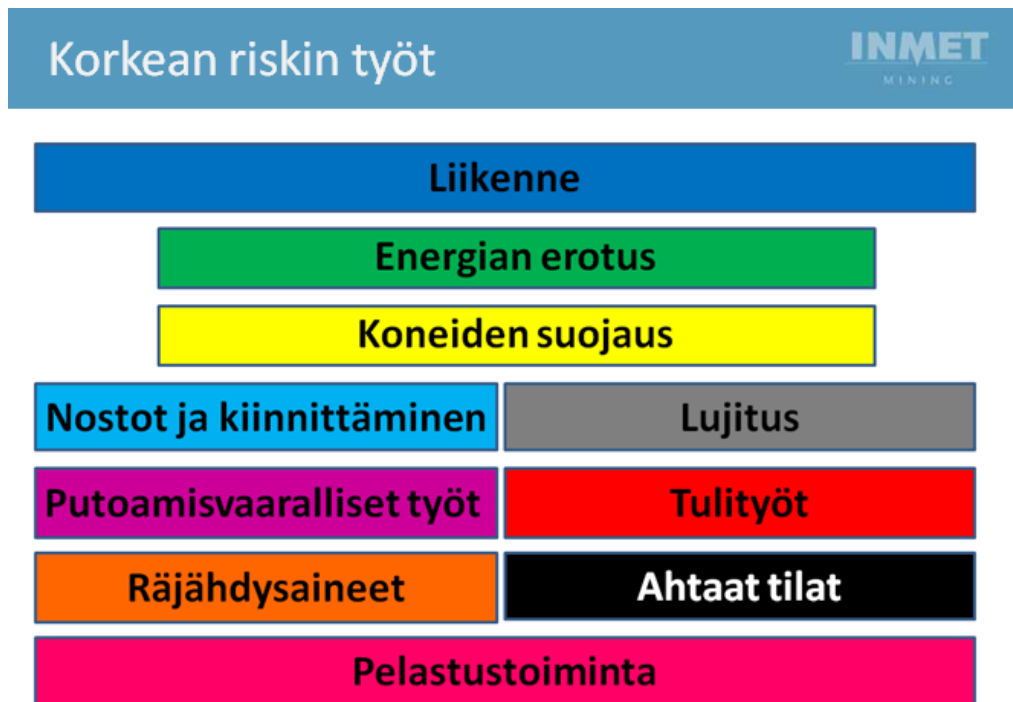 Korkean riskin työt
INMET
MINING
Liikenne
Energian erotus
Koneiden suojaus
Nostot ja kiinnittäminen
Lujitus
Putoamisvaaralliset työt
Tulityöt
Räjähdysaineet
Ahtaat tilat
Pelastustoiminta